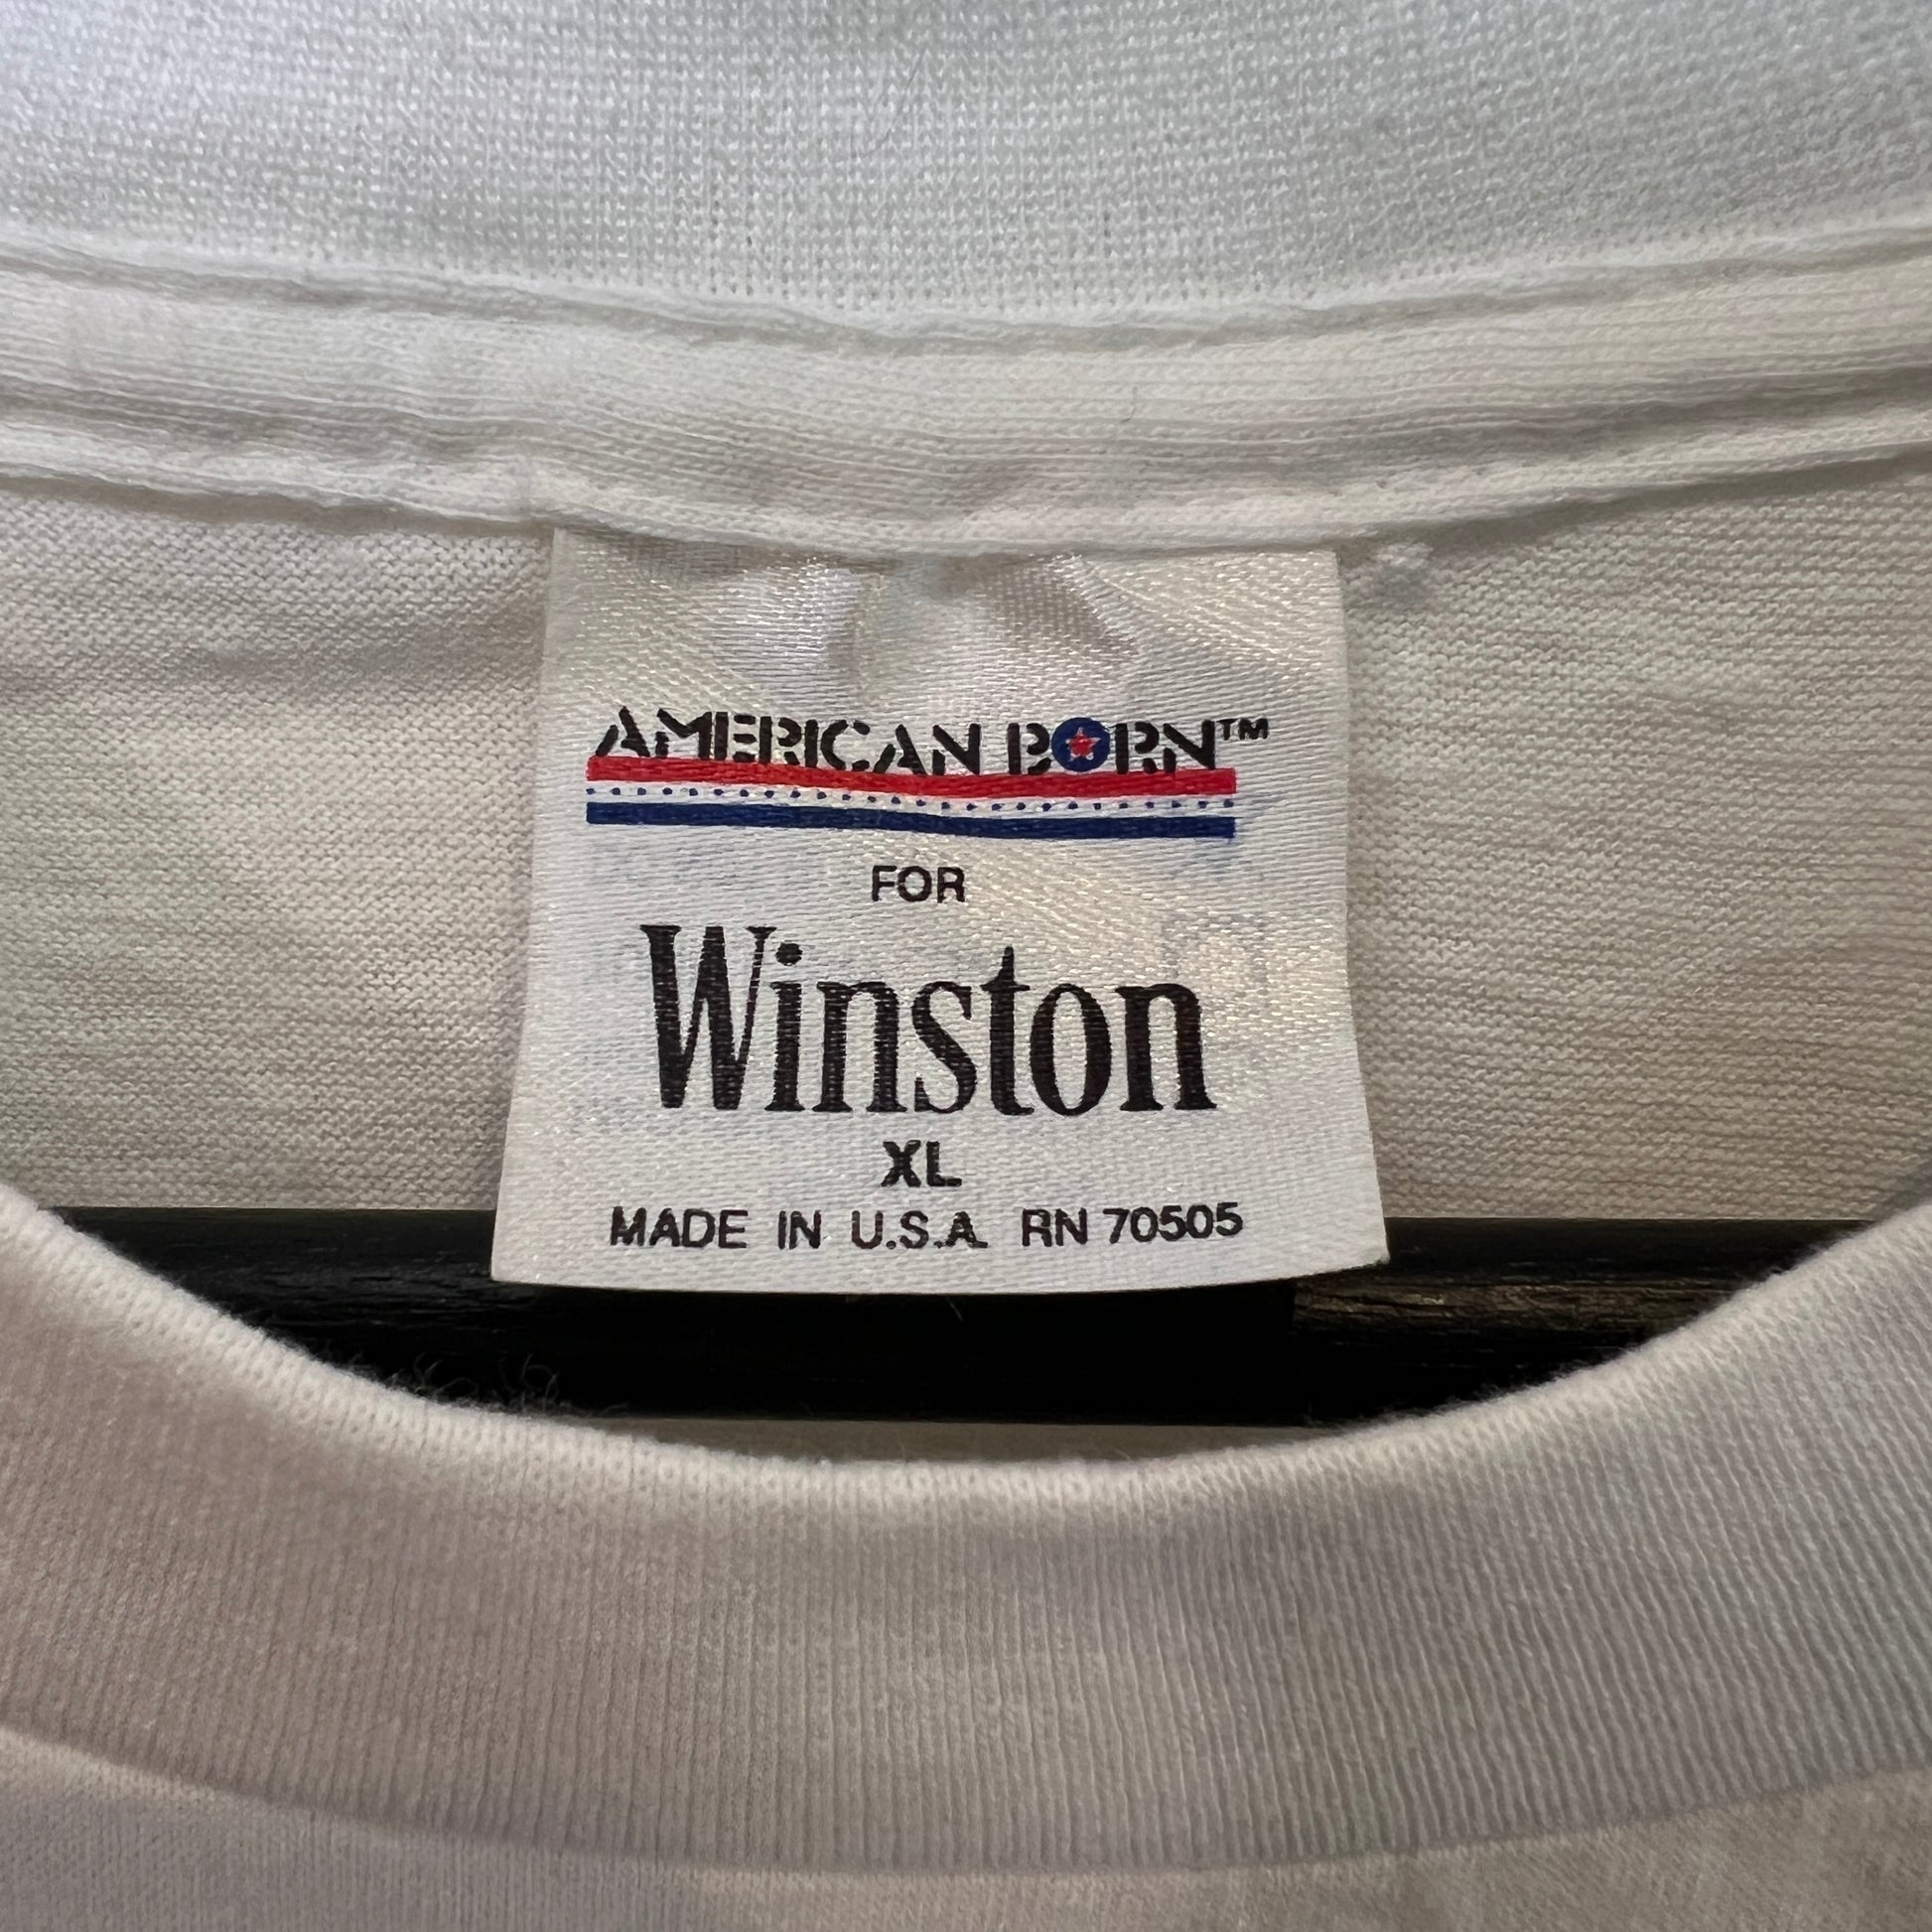 AMERICAN BORN™
FOR
Winston
XL
MADE IN U.S.A. RN 70505